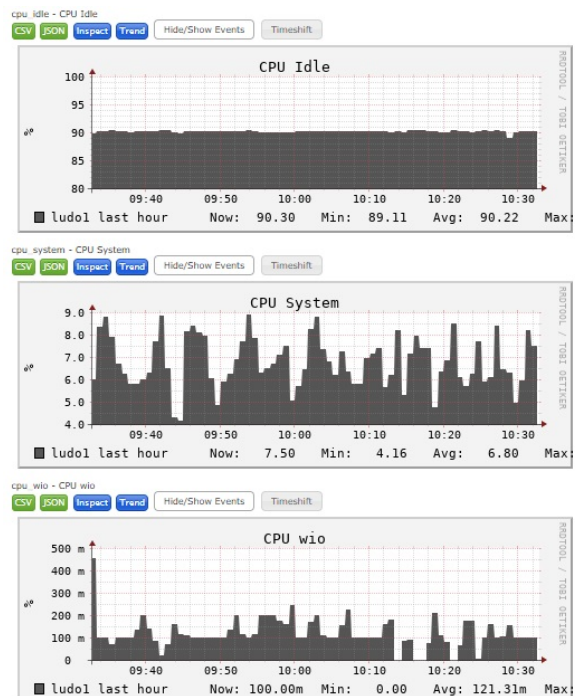 cpu_idle - CPU Idle
CSV JSON Inspect Trend Hide/Show Events Timeshift
CPU Idle
RRDTOOL / TOBI OETIKER
100
95
%
90
85
80
09:40 09:50 10:00 10:10 10:20 10:30
ludo1 last hour Now: 90.30 Min: 89.11 Avg: 90.22 Max:
cpu_system - CPU System
CSV JSON Inspect Trend Hide/Show Events Timeshift
CPU System
RRDTOOL / TOBI OETIKER
9.0
8.0
7.0
%
6.0
5.0
4.0
09:40 09:50 10:00 10:10 10:20 10:30
ludo1 last hour Now: 7.50 Min: 4.16 Avg: 6.80 Max:
cpu_wio - CPU wio
CSV JSON Inspect Trend Hide/Show Events Timeshift
CPU wio
RRDTOOL / TOBI OETIKER
500 m
400 m
300 m
%
200 m
100 m
0
09:40 09:50 10:00 10:10 10:20 10:30
ludo1 last hour Now: 100.00m Min: 0.00 Avg: 121.31m Max: